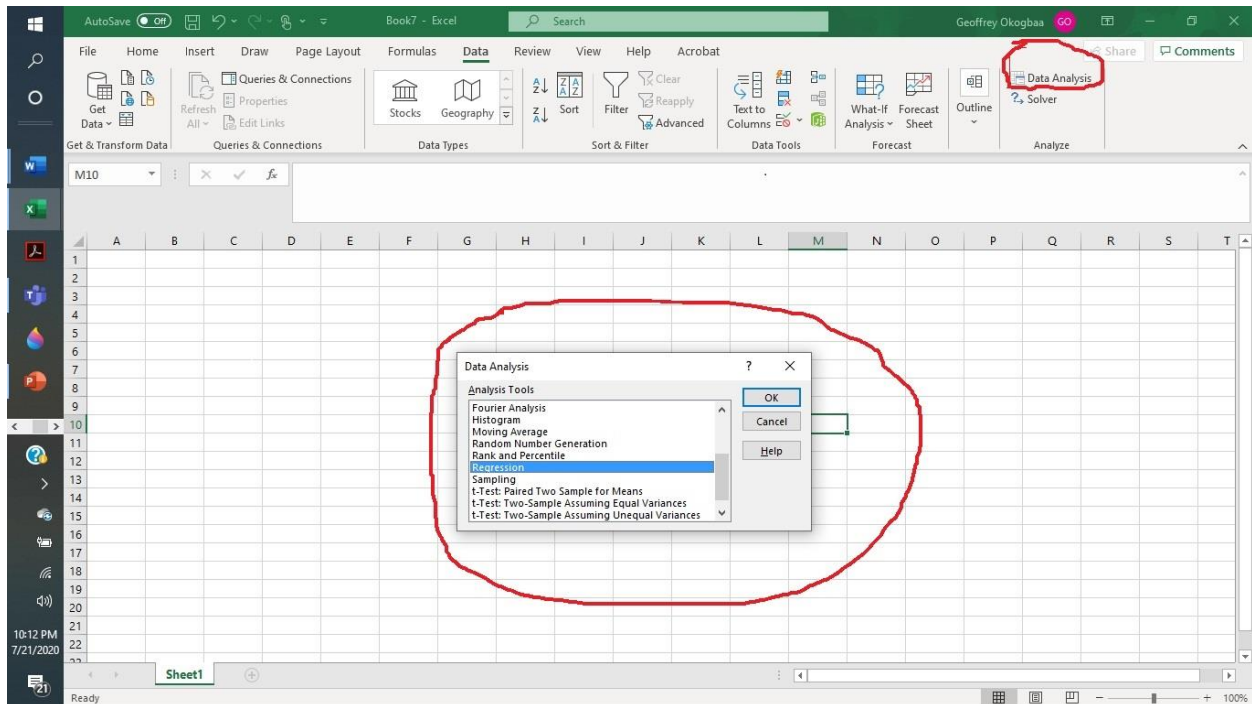 AutoSave Off Book7 - Excel Search Geoffrey Okogbaa GO
File Home Insert Draw Page Layout Formulas Data Review View Help Acrobat Share Comments
Get Data
Refresh All
Queries & Connections
Properties
Edit Links
Stocks Geography
Sort Filter
Clear
Reapply
Advanced
Text to Columns
What-If Analysis Forecast Sheet
Outline
Data Analysis
Solver
Get & Transform Data Queries & Connections Data Types Sort & Filter Data Tools Forecast Analyze
M10 fx
A B C D E F G H I J K L M N O P Q R S T
1
2
3
4
5
6
7
8
9
10
11
12
13
14
15
16
17
18
19
20
21
22
Data Analysis ? X
Analysis Tools
Fourier Analysis
Histogram
Moving Average
Random Number Generation
Rank and Percentile
Regression
Sampling
t-Test: Paired Two Sample for Means
t-Test: Two-Sample Assuming Equal Variances
t-Test: Two-Sample Assuming Unequal Variances
OK
Cancel
Help
10:12 PM
7/21/2020
21
Sheet1
Ready 100%